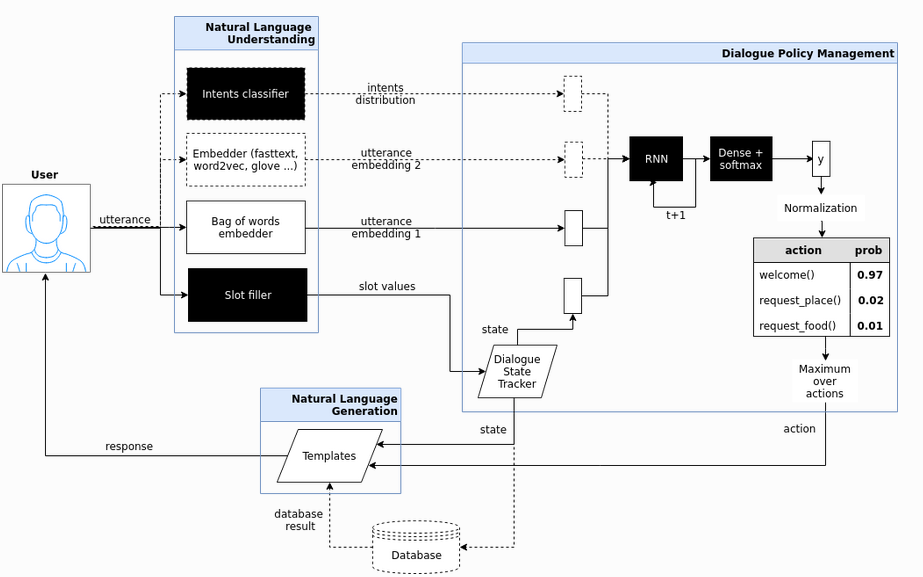 Natural Language
Understanding
Dialogue Policy Management
Intents classifier
intents
distribution
Embedder (fasttext,
word2vec, glove ...)
utterance
embedding 2
RNN
Dense +
softmax
y
t+1
User
utterance
Bag of words
embedder
utterance
embedding 1
Normalization
action prob
welcome() 0.97
request_place() 0.02
request_food() 0.01
Slot filler
slot values
state
Dialogue
State
Tracker
Maximum
over
actions
Natural Language
Generation
state
action
response
Templates
database
result
Database